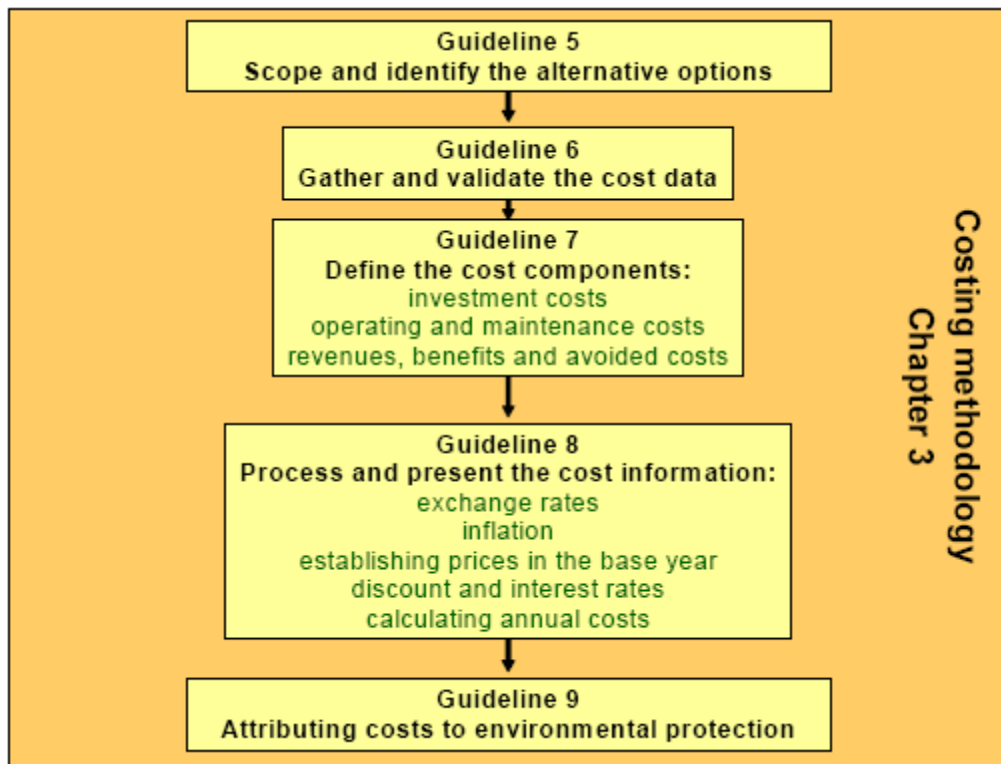 Guideline 5
Scope and identify the alternative options
Guideline 6
Gather and validate the cost data
Guideline 7
Define the cost components:
investment costs
operating and maintenance costs
revenues, benefits and avoided costs
Guideline 8
Process and present the cost information:
exchange rates
inflation
establishing prices in the base year
discount and interest rates
calculating annual costs
Guideline 9
Attributing costs to environmental protection
Costing methodology
Chapter 3